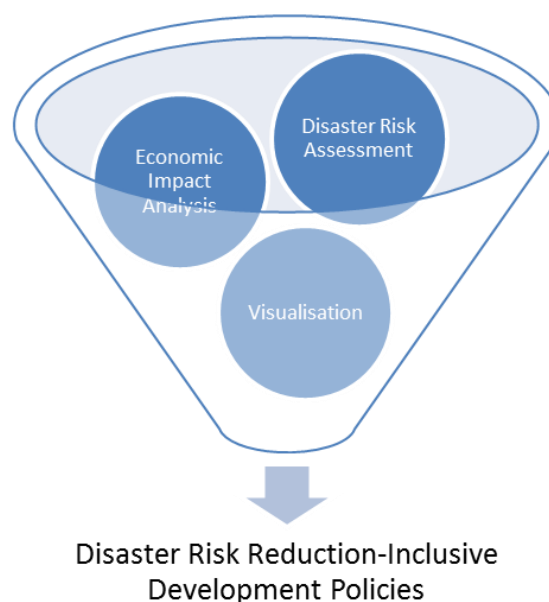 Economic
Impact
Analysis
Disaster Risk
Assessment
Visualisation
Disaster Risk Reduction-Inclusive
Development Policies